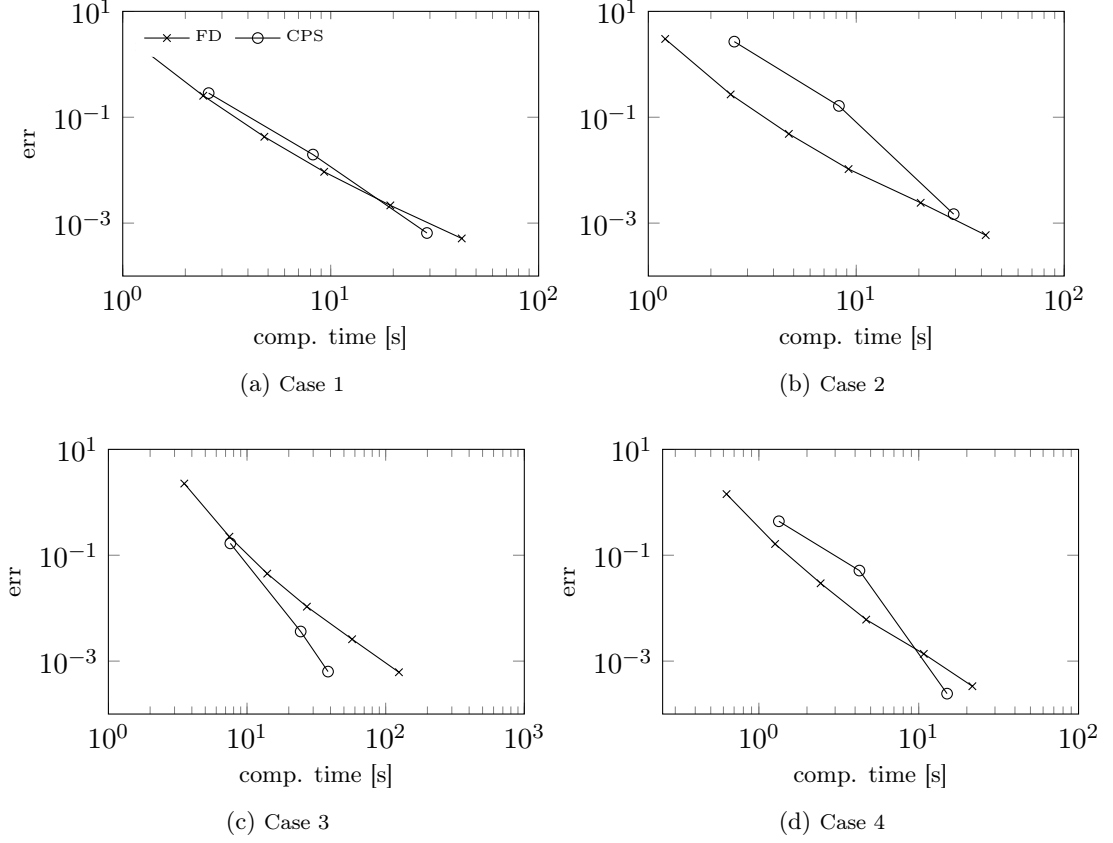 10^1
FD CPS
10^-1
err
10^-3
10^0 10^1 10^2
comp. time [s]
(a) Case 1
10^1
10^-1
10^-3
10^0 10^1 10^2
comp. time [s]
(b) Case 2
10^1
10^-1
err
10^-3
10^0 10^1 10^2 10^3
comp. time [s]
(c) Case 3
10^1
10^-1
err
10^-3
10^0 10^1 10^2
comp. time [s]
(d) Case 4